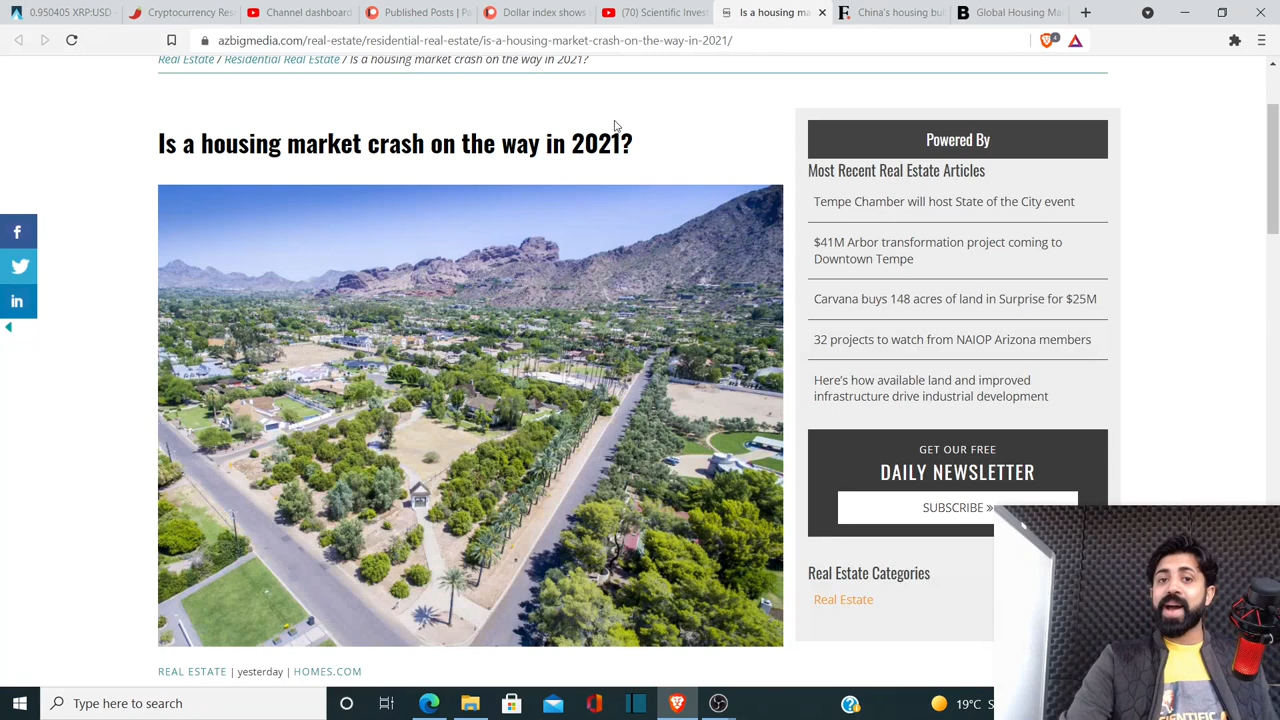 0.950405 XRP:USD
Cryptocurrency Res
Channel dashboard
Published Posts | Pa
Dollar index shows
(70) Scientific Invest
Is a housing ma
China's housing bu
Global Housing Ma
azbigmedia.com/real-estate/residential-real-estate/is-a-housing-market-crash-on-the-way-in-2021/
4
Real Estate / Residential Real Estate / Is a housing market crash on the way in 2021?
Is a housing market crash on the way in 2021?
REAL ESTATE | yesterday | HOMES.COM
Powered By
Most Recent Real Estate Articles
Tempe Chamber will host State of the City event
$41M Arbor transformation project coming to
Downtown Tempe
Carvana buys 148 acres of land in Surprise for $25M
32 projects to watch from NAIOP Arizona members
Here's how available land and improved
infrastructure drive industrial development
GET OUR FREE
DAILY NEWSLETTER
SUBSCRIBE »
Real Estate Categories
Real Estate
Type here to search
19°C S